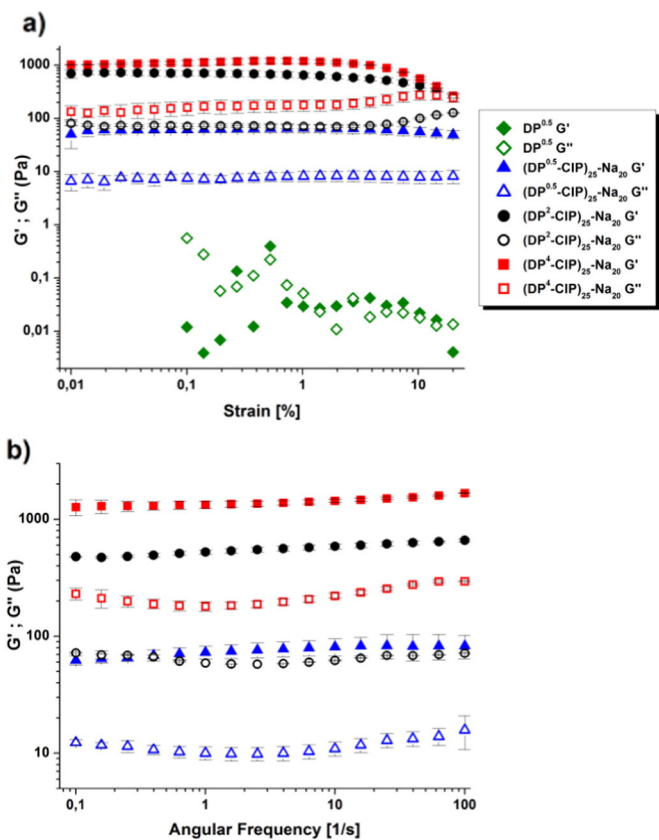 a)
1000
100
10
1
0,1
0,01
G' ; G'' (Pa)
0,01
0,1
1
10
Strain [%]
DP⁰·⁵ G'
DP⁰·⁵ G''
(DP⁰·⁵-CIP)₂₅-Na₂₀ G'
(DP⁰·⁵-CIP)₂₅-Na₂₀ G''
(DP²-CIP)₂₅-Na₂₀ G'
(DP²-CIP)₂₅-Na₂₀ G''
(DP⁴-CIP)₂₅-Na₂₀ G'
(DP⁴-CIP)₂₅-Na₂₀ G''
b)
1000
100
10
G' ; G'' (Pa)
0,1
1
10
100
Angular Frequency [1/s]